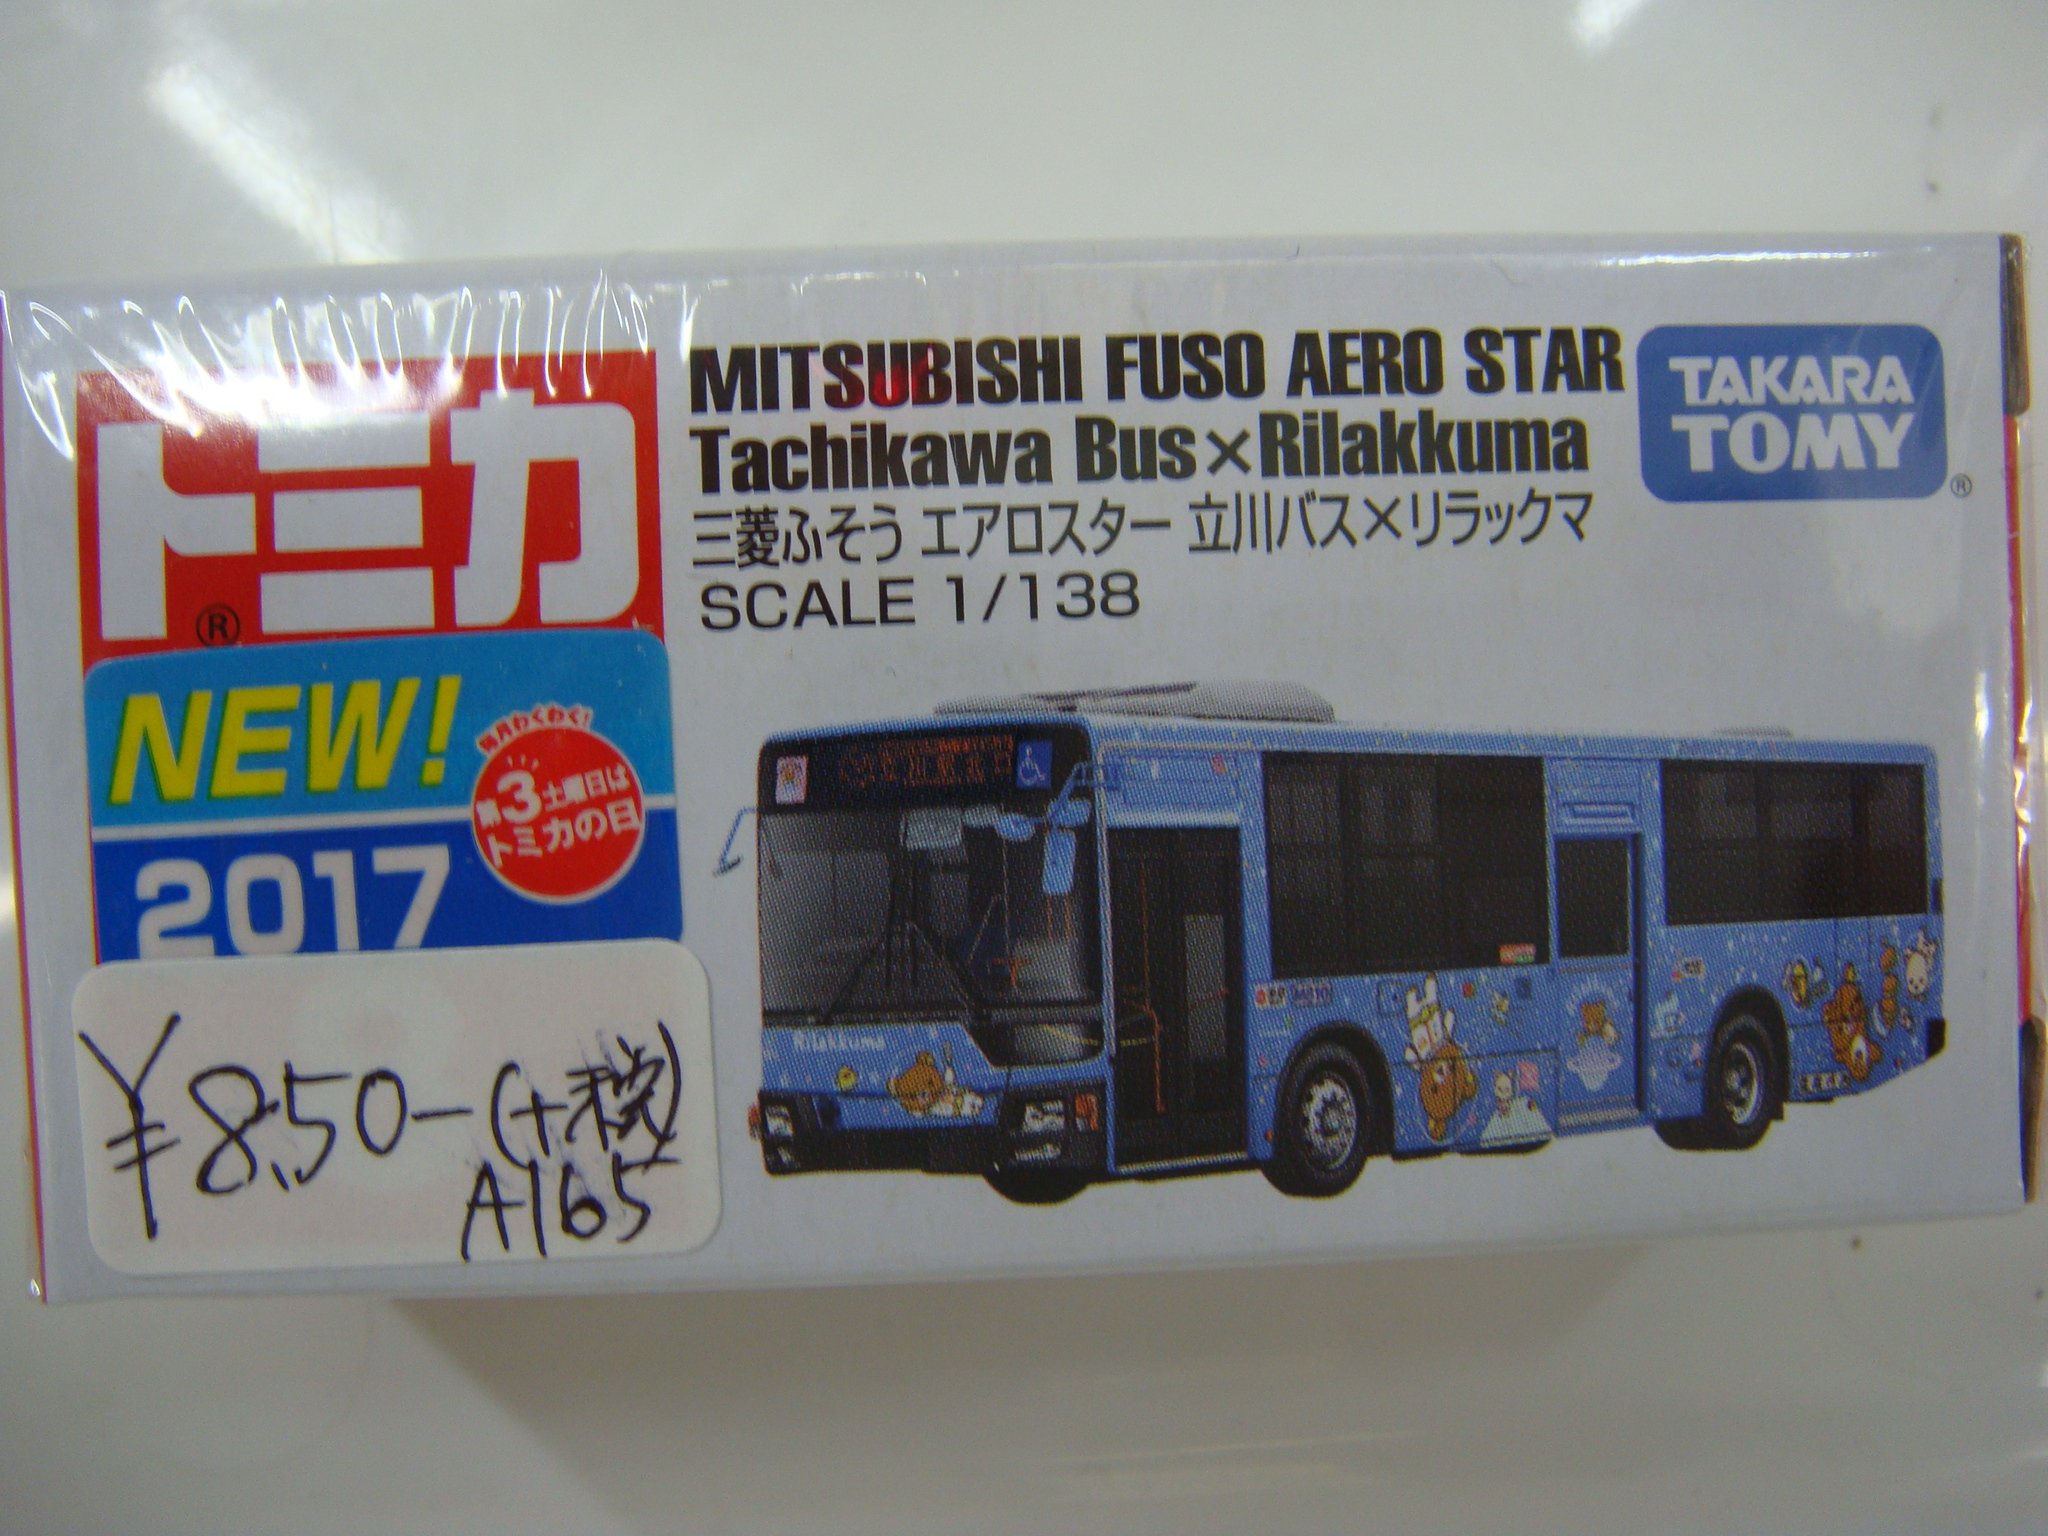 MITSUBISHI FUSO AERO STAR
Tachikawa Bus×Rilakkuma
三菱ふそう エアロスター 立川バス×リラックマ
SCALE 1/138
TAKARA
TOMY
®
トミカ
®
NEW!
毎月わくわく!
第3土曜日は
トミカの日
2017
¥850-(+税)
A165
Rilakkuma